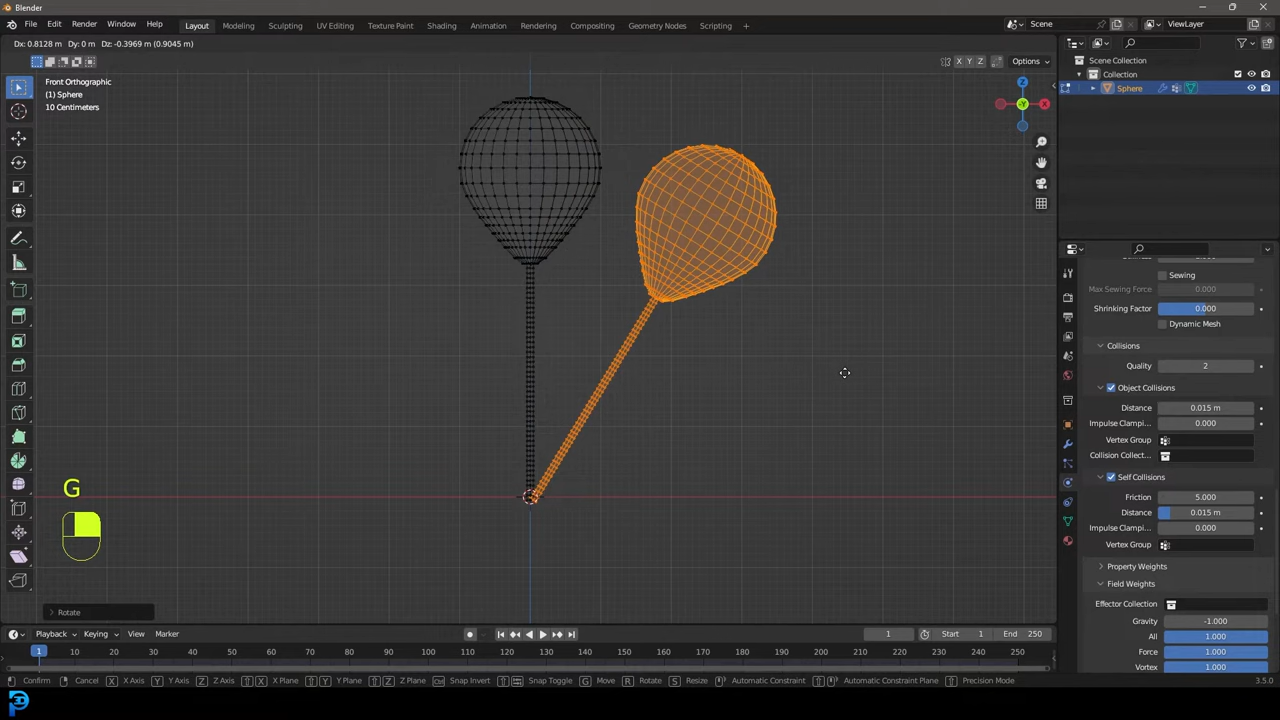 Blender
File Edit Render Window Help Layout Modeling Sculpting UV Editing Texture Paint Shading Animation Rendering Compositing Geometry Nodes Scripting Scene ViewLayer
Dx: 0.8128 m Dy: 0 m Dz: -0.3969 m (0.9045 m)
X Y Z Options
Front Orthographic
(1) Sphere
10 Centimeters
Z
Y X
Scene Collection
Collection
Sphere
Sewing
Max Sewing Force 0.000
Shrinking Factor 0.000
Dynamic Mesh
Collisions
Quality 2
Object Collisions
Distance 0.015 m
Impulse Clampi... 0.000
Vertex Group
Collision Collect...
Self Collisions
Friction 5.000
Distance 0.015 m
Impulse Clampi... 0.000
Vertex Group
Property Weights
Field Weights
Effector Collection
Gravity -1.000
All 1.000
Force 1.000
Vortex 1.000
G
Rotate
Playback Keying View Marker 1 Start 1 End 250
1 10 20 30 40 50 60 70 80 90 100 110 120 130 140 150 160 170 180 190 200 210 220 230 240 250
Confirm Cancel X X Axis Y Y Axis Z Z Axis X X Plane Y Y Plane Z Z Plane Snap Invert Snap Toggle G Move R Rotate S Resize Automatic Constraint Automatic Constraint Plane Precision Mode 3.5.0